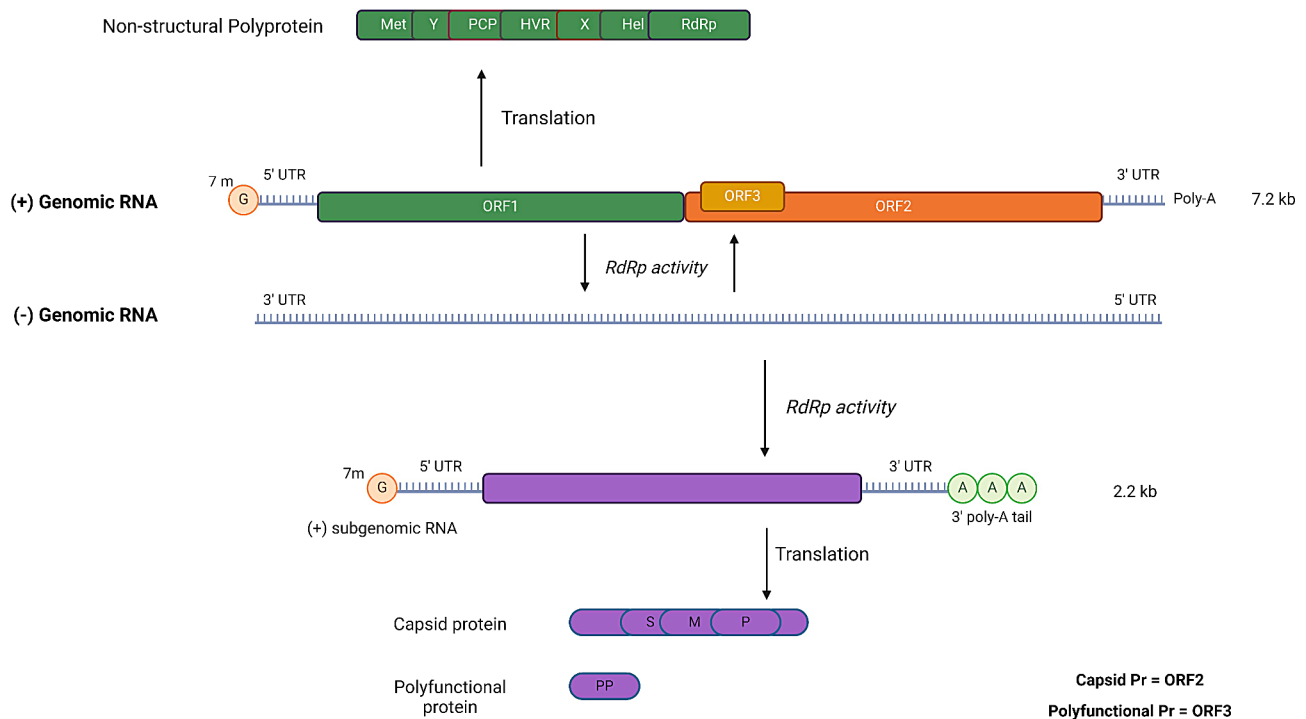 Non-structural Polyprotein
Met Y PCP HVR X Hel RdRp
Translation
7 m
G
5' UTR
3' UTR
(+) Genomic RNA
ORF1
ORF3
ORF2
Poly-A
7.2 kb
RdRp activity
3' UTR
5' UTR
(-) Genomic RNA
RdRp activity
7m
G
5' UTR
3' UTR
A A A
2.2 kb
3' poly-A tail
(+) subgenomic RNA
Translation
Capsid protein
S M P
Polyfunctional
protein
PP
Capsid Pr = ORF2
Polyfunctional Pr = ORF3